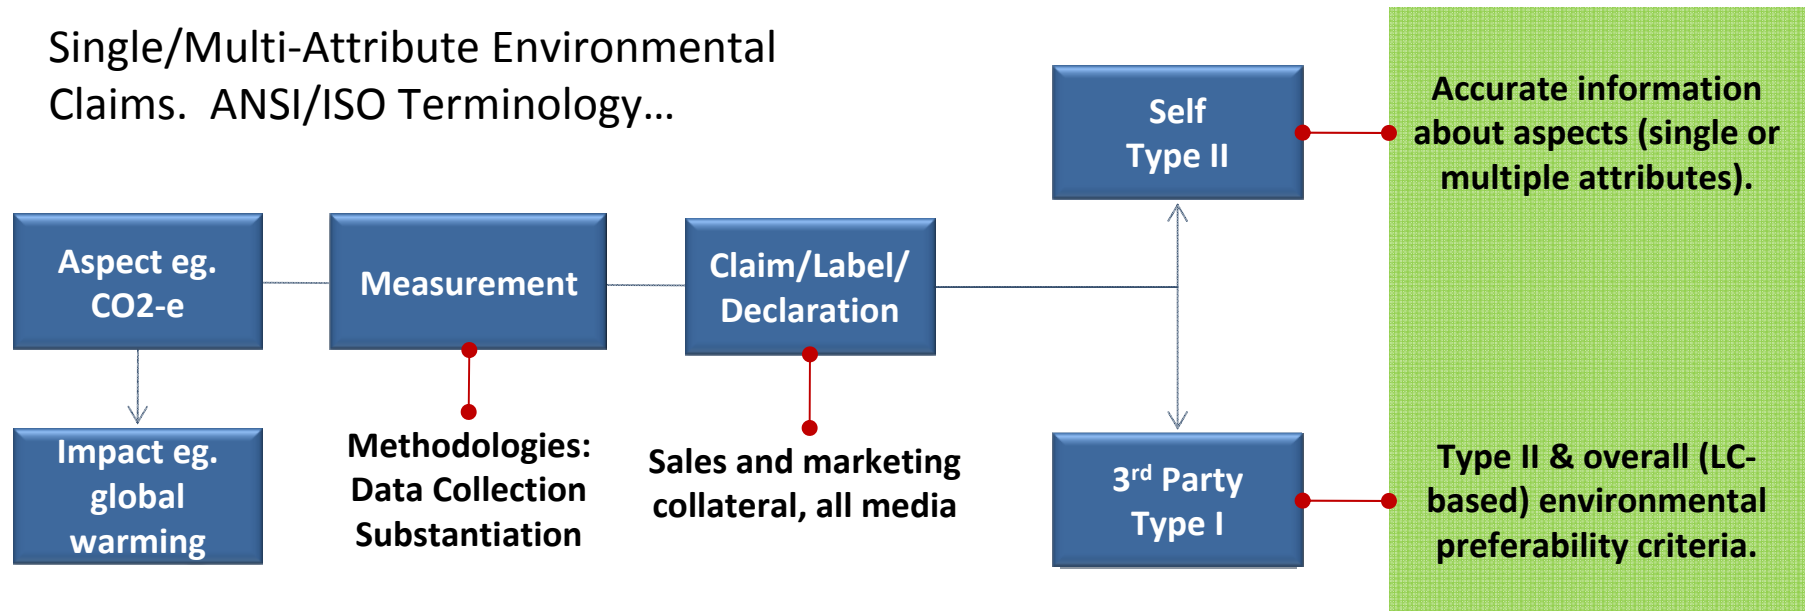 Single/Multi-Attribute Environmental
Claims.  ANSI/ISO Terminology…
Aspect eg.
CO2-e
Impact eg.
global
warming
Measurement
Methodologies:
Data Collection
Substantiation
Claim/Label/
Declaration
Sales and marketing
collateral, all media
Self
Type II
Accurate information
about aspects (single or
multiple attributes).
3rd Party
Type I
Type II & overall (LC-
based) environmental
preferability criteria.